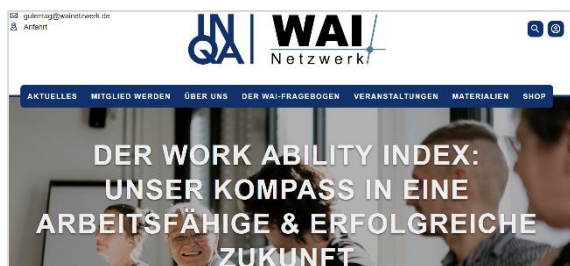 gutentag@wainetzwerk.de
Anfahrt
INQA
WAI
Netzwerk
AKTUELLES MITGLIED WERDEN ÜBER UNS DER WAI-FRAGEBOGEN VERANSTALTUNGEN MATERIALIEN SHOP
DER WORK ABILITY INDEX:
UNSER KOMPASS IN EINE
ARBEITSFÄHIGE & ERFOLGREICHE
ZUKUNFT